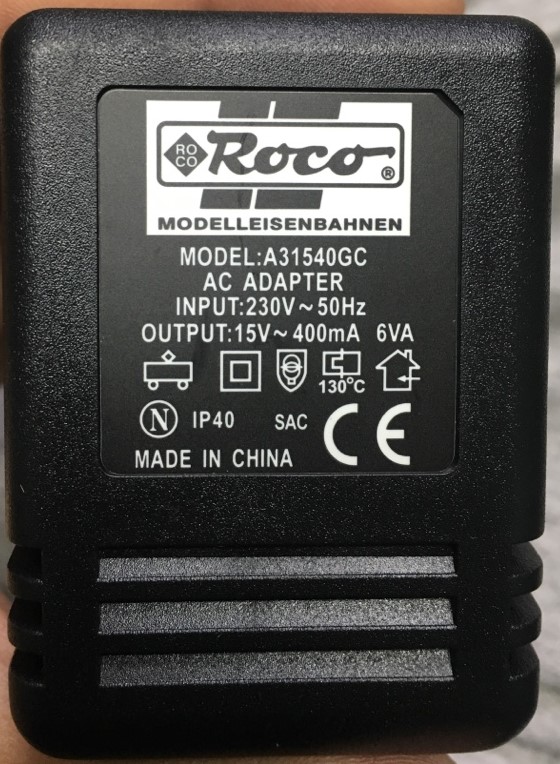 RO
CO
Roco®
MODELLEISENBAHNEN
MODEL:A31540GC
AC ADAPTER
INPUT:230V~50Hz
OUTPUT:15V~400mA 6VA
130°C
N IP40 SAC CE
MADE IN CHINA